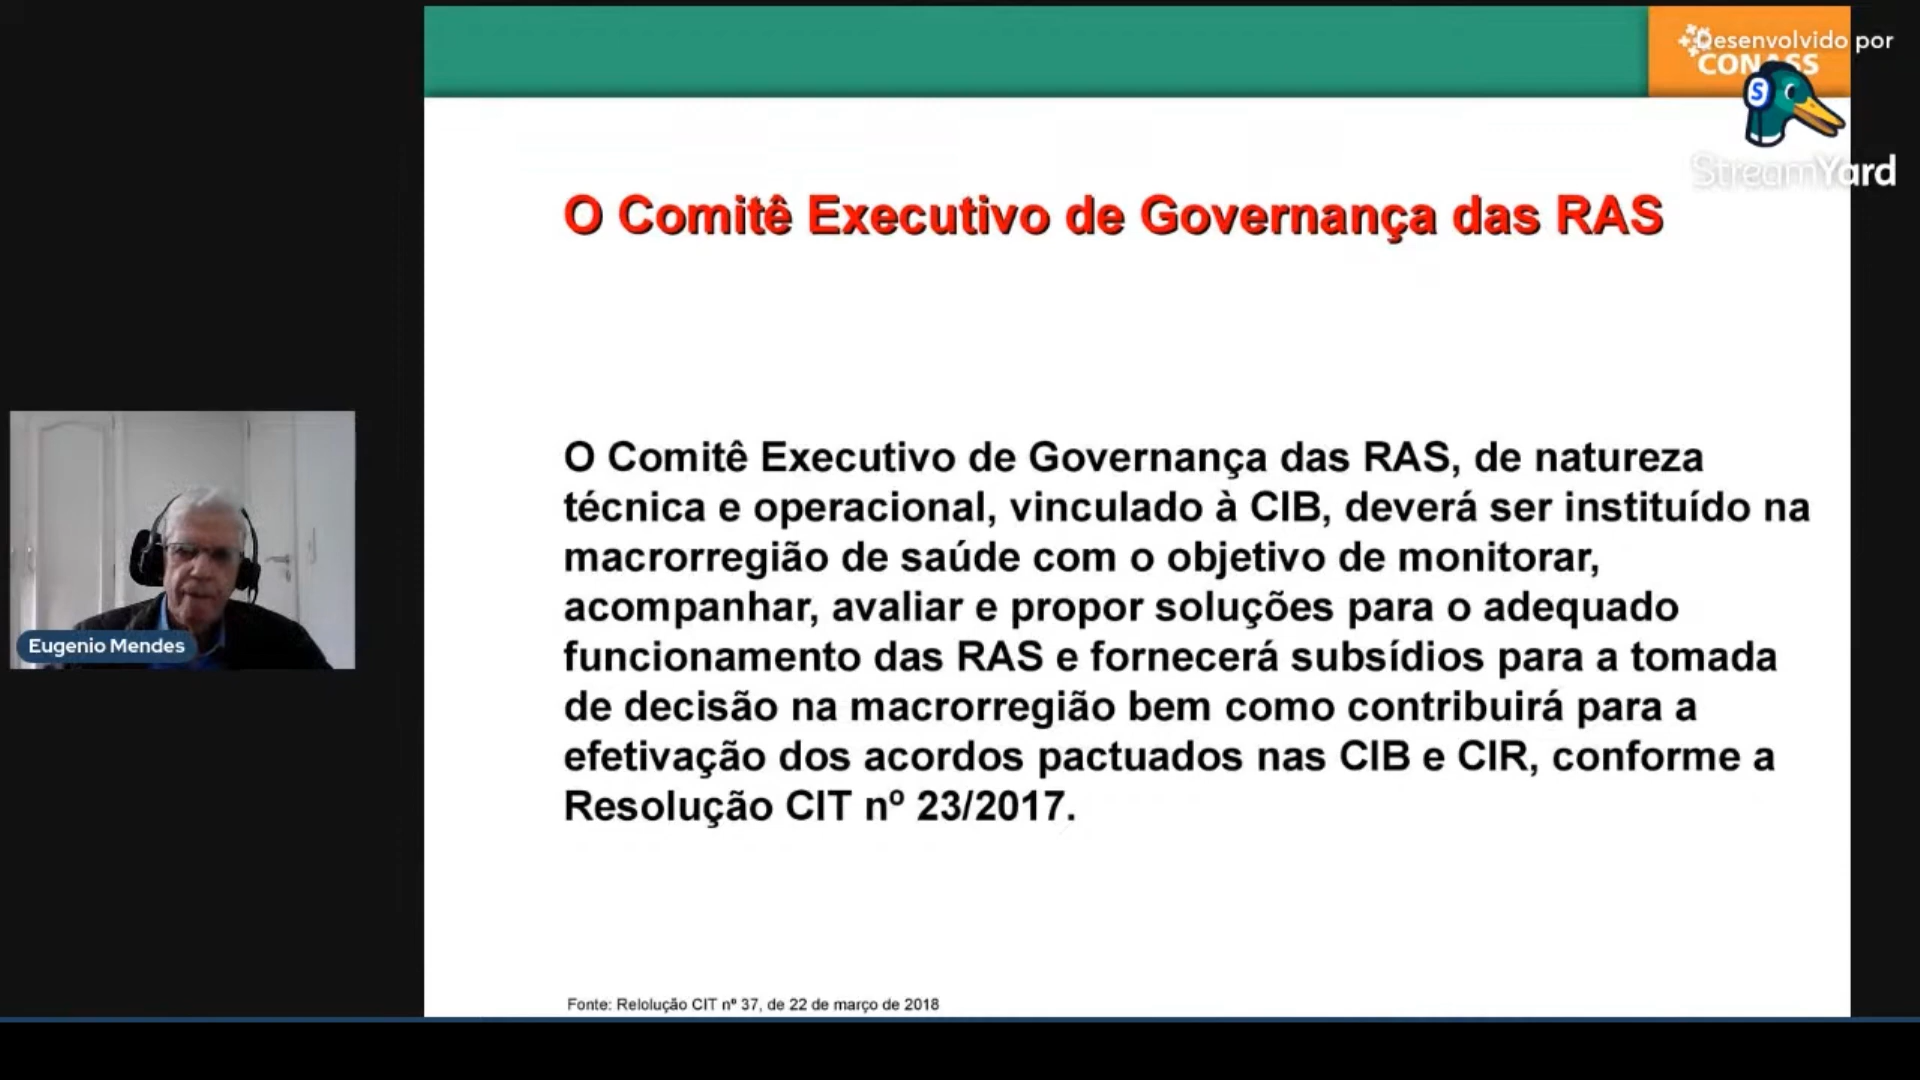 Desenvolvido por
CONASS
StreamYard
O Comitê Executivo de Governança das RAS
O Comitê Executivo de Governança das RAS, de natureza
técnica e operacional, vinculado à CIB, deverá ser instituído na
macrorregião de saúde com o objetivo de monitorar,
acompanhar, avaliar e propor soluções para o adequado
funcionamento das RAS e fornecerá subsídios para a tomada
de decisão na macrorregião bem como contribuirá para a
efetivação dos acordos pactuados nas CIB e CIR, conforme a
Resolução CIT nº 23/2017.
Eugenio Mendes
Fonte: Relolução CIT nº 37, de 22 de março de 2018